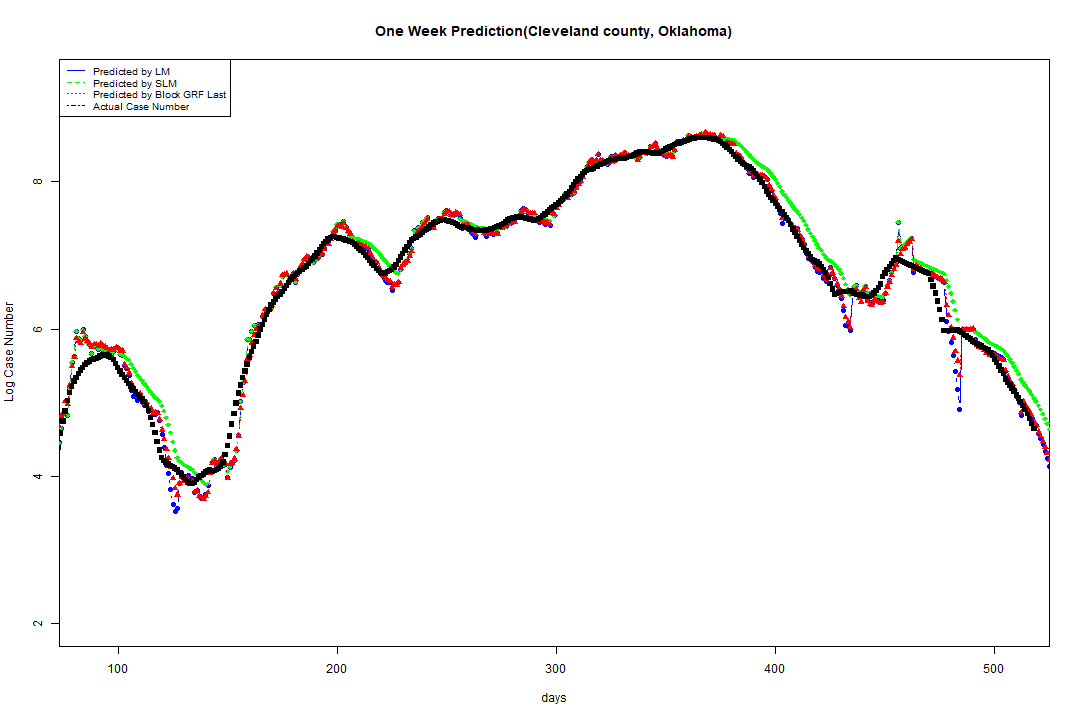 One Week Prediction(Cleveland county, Oklahoma)
Predicted by LM
Predicted by SLM
Predicted by Block GRF Last
Actual Case Number
8
6
4
2
Log Case Number
100 200 300 400 500
days